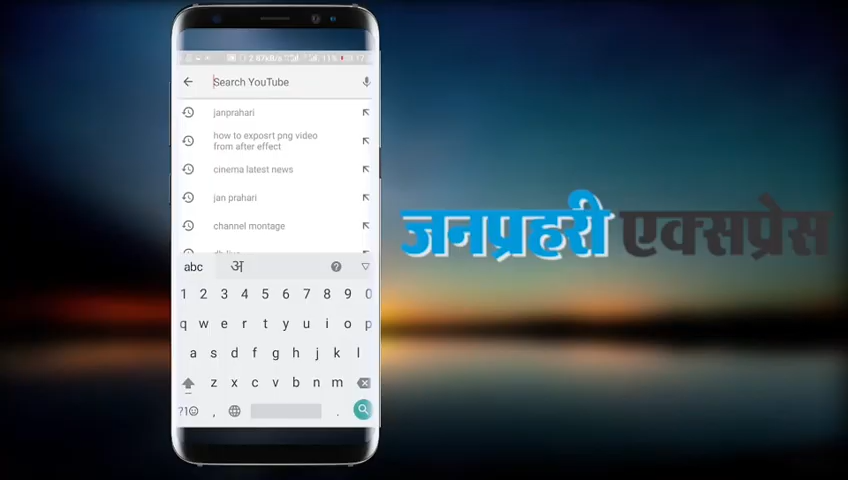 Search YouTube
janprahari
how to exposrt png video
from after effect
cinema latest news
jan prahari
channel montage
abc अ ?
1 2 3 4 5 6 7 8 9 0
q w e r t y u i o p
a s d f g h j k l
z x c v b n m
?1☺ , .
जनप्रहरी एक्सप्रेस